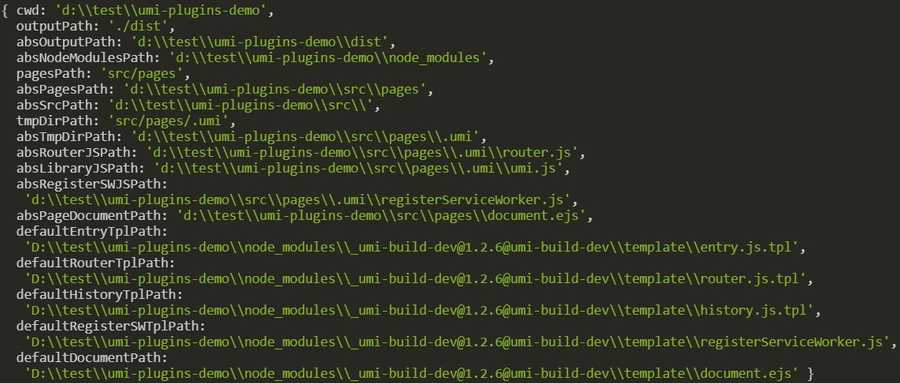 { cwd: 'd:\\test\\umi-plugins-demo',
outputPath: './dist',
absOutputPath: 'd:\\test\\umi-plugins-demo\\dist',
absNodeModulesPath: 'd:\\test\\umi-plugins-demo\\node_modules',
pagesPath: 'src/pages',
absPagesPath: 'd:\\test\\umi-plugins-demo\\src\\pages',
absSrcPath: 'd:\\test\\umi-plugins-demo\\src\\',
tmpDirPath: 'src/pages/.umi',
absTmpDirPath: 'd:\\test\\umi-plugins-demo\\src\\pages\\.umi',
absRouterJSPath: 'd:\\test\\umi-plugins-demo\\src\\pages\\.umi\\router.js',
absLibraryJSPath: 'd:\\test\\umi-plugins-demo\\src\\pages\\.umi\\umi.js',
absRegisterSWJSPath:
'd:\\test\\umi-plugins-demo\\src\\pages\\.umi\\registerServiceWorker.js',
absPageDocumentPath: 'd:\\test\\umi-plugins-demo\\src\\pages\\document.ejs',
defaultEntryTplPath:
'D:\\test\\umi-plugins-demo\\node_modules\\_umi-build-dev@1.2.6@umi-build-dev\\template\\entry.js.tpl',
defaultRouterTplPath:
'D:\\test\\umi-plugins-demo\\node_modules\\_umi-build-dev@1.2.6@umi-build-dev\\template\\router.js.tpl',
defaultHistoryTplPath:
'D:\\test\\umi-plugins-demo\\node_modules\\_umi-build-dev@1.2.6@umi-build-dev\\template\\history.js.tpl',
defaultRegisterSWTplPath:
'D:\\test\\umi-plugins-demo\\node_modules\\_umi-build-dev@1.2.6@umi-build-dev\\template\\registerServiceWorker.js',
defaultDocumentPath:
'D:\\test\\umi-plugins-demo\\node_modules\\_umi-build-dev@1.2.6@umi-build-dev\\template\\document.ejs' }